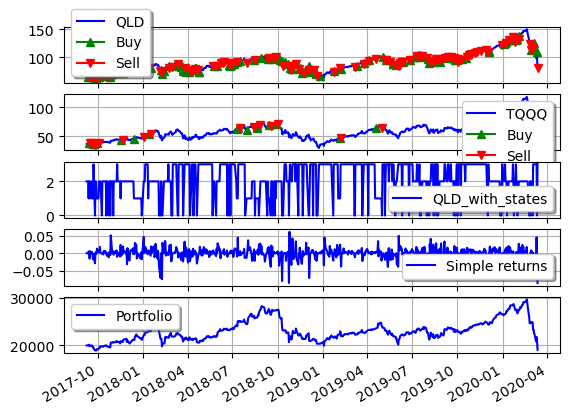 QLD
Buy
Sell
100
50
TQQQ
Buy
Sell
100
50
QLD_with_states
2
0
Simple returns
0.05
0.00
−0.05
Portfolio
30000
20000
2017-10
2018-01
2018-04
2018-07
2018-10
2019-01
2019-04
2019-07
2019-10
2020-01
2020-04